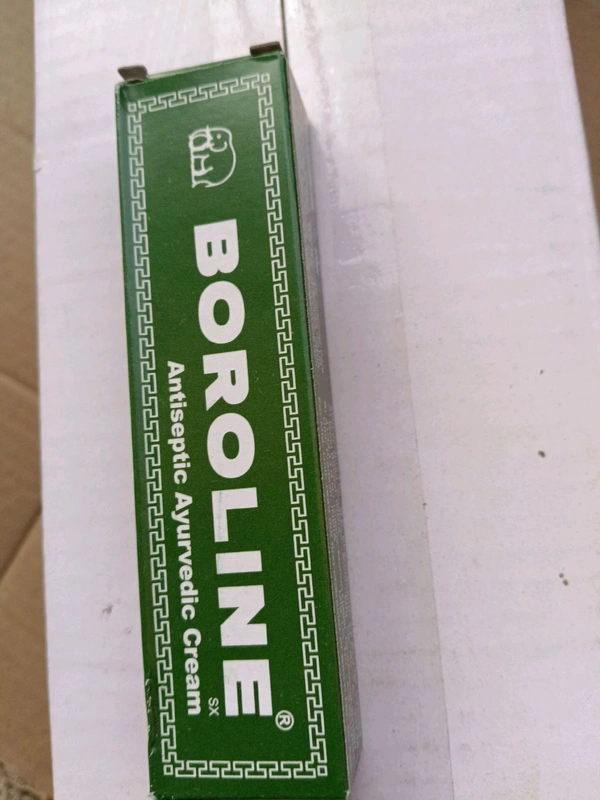 BOROLINE®
SX
Antiseptic Ayurvedic Cream